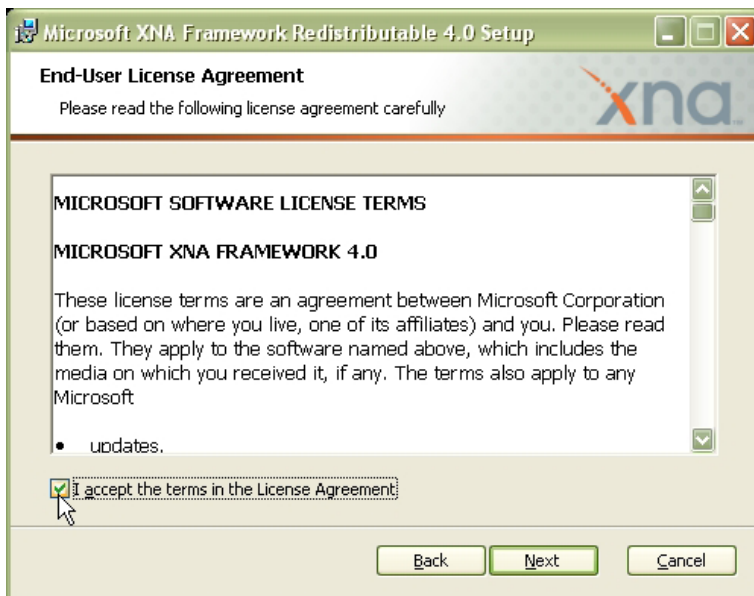 Microsoft XNA Framework Redistributable 4.0 Setup
End-User License Agreement
Please read the following license agreement carefully
xna
MICROSOFT SOFTWARE LICENSE TERMS
MICROSOFT XNA FRAMEWORK 4.0
These license terms are an agreement between Microsoft Corporation
(or based on where you live, one of its affiliates) and you. Please read
them. They apply to the software named above, which includes the
media on which you received it, if any. The terms also apply to any
Microsoft
• updates,
I accept the terms in the License Agreement
Back Next Cancel